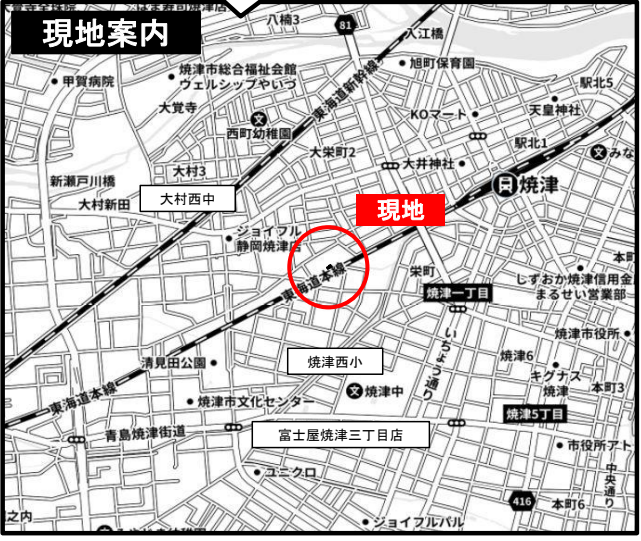 現地案内
八楠3
81
入江橋
甲賀病院
焼津市総合福祉会館
ウェルシップやいづ
旭町保育園
駅北5
大覚寺
東海道新幹線
KOマート
天皇神社
西町幼稚園
駅北1
大村3
大栄町2
大井神社
みな
新瀬戸川橋
焼津
大村西中
大村新田
現地
ジョイフル
静岡焼津店
本町
東海道本線
栄町
しずおか焼津信用金
まるせい営業部
焼津一丁目
いちょう通り
焼津市役所
焼津西小
焼津6
清見田公園
キグナス
焼津
本町3
焼津中
東海道本線
焼津市文化センター
焼津5丁目
青島焼津街道
富士屋焼津三丁目店
市役所アト
中央通り
ユニクロ
416
本町6
之内
ジョイフルパル